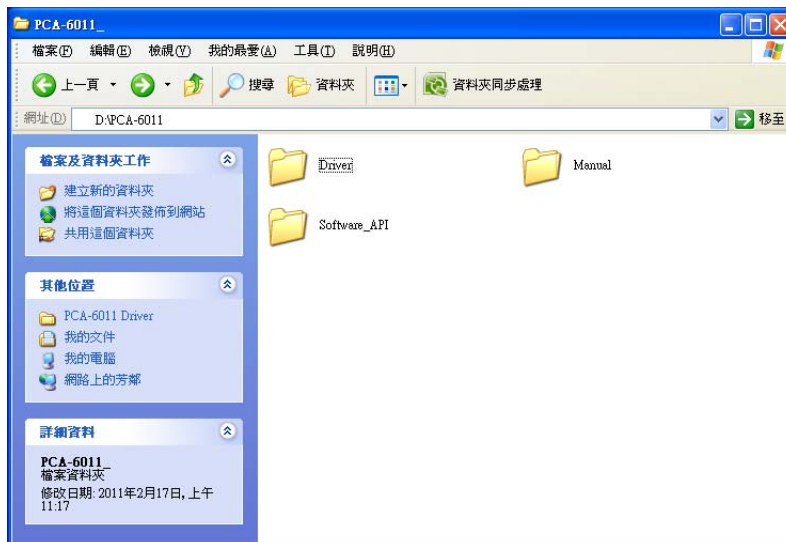 PCA-6011_
檔案(F) 編輯(E) 檢視(V) 我的最愛(A) 工具(T) 說明(H)
上一頁 搜尋 資料夾 資料夾同步處理
網址(D) D:\PCA-6011 移至
檔案及資料夾工作
建立新的資料夾
將這個資料夾發佈到網站
共用這個資料夾
其他位置
PCA-6011 Driver
我的文件
我的電腦
網路上的芳鄰
詳細資料
PCA-6011_
檔案資料夾
修改日期: 2011年2月17日, 上午
11:17
Driver
Manual
Software_API